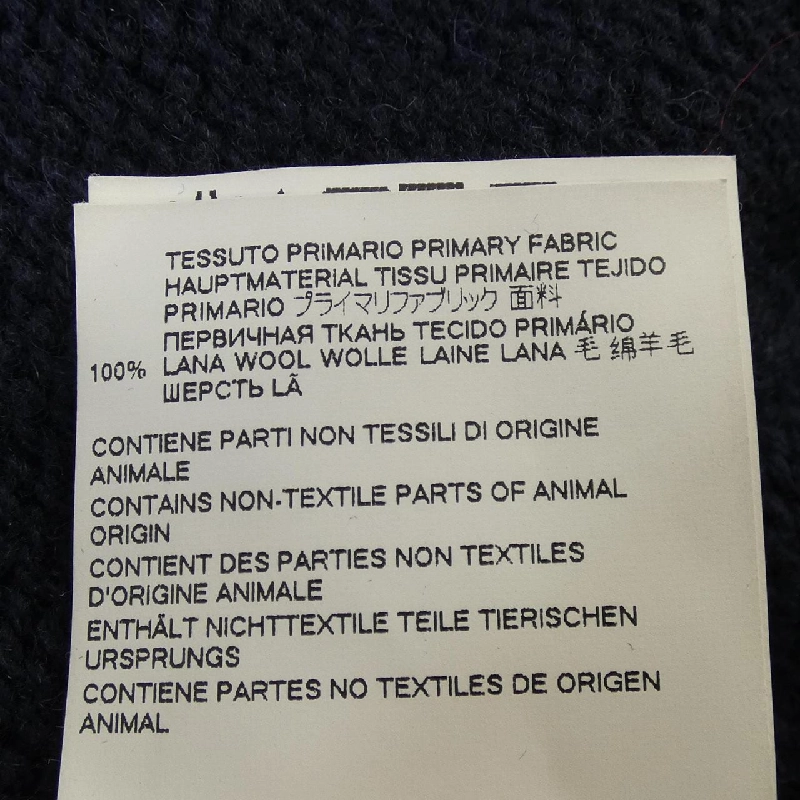 TESSUTO PRIMARIO PRIMARY FABRIC
HAUPTMATERIAL TISSU PRIMAIRE TEJIDO
PRIMARIO プライマリファブリック 面料
ПЕРВИЧНАЯ ТКАНЬ TECIDO PRIMÁRIO
100% LANA WOOL WOLLE LAINE LANA 毛 绵羊毛
ШЕРСТЬ LÃ
CONTIENE PARTI NON TESSILI DI ORIGINE
ANIMALE
CONTAINS NON-TEXTILE PARTS OF ANIMAL
ORIGIN
CONTIENT DES PARTIES NON TEXTILES
D'ORIGINE ANIMALE
ENTHÄLT NICHTTEXTILE TEILE TIERISCHEN
URSPRUNGS
CONTIENE PARTES NO TEXTILES DE ORIGEN
ANIMAL